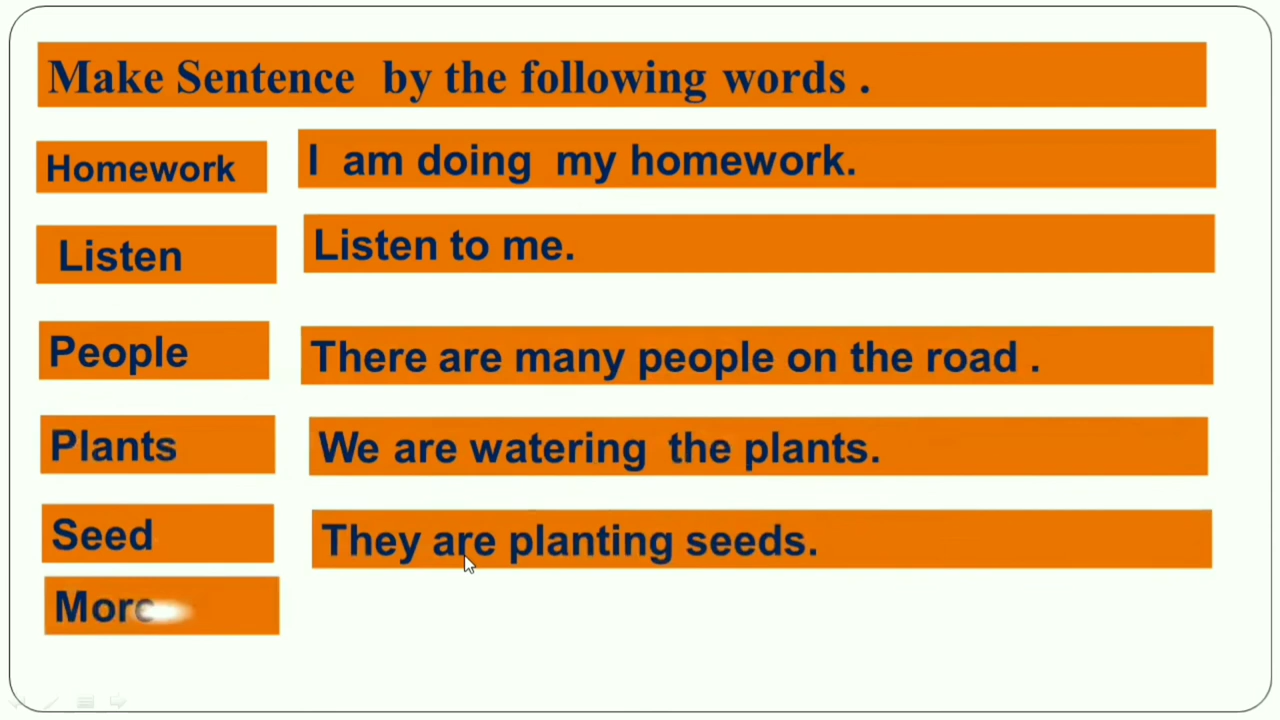 Make Sentence by the following words .
Homework
I am doing my homework.
Listen
Listen to me.
People
There are many people on the road .
Plants
We are watering the plants.
Seed
They are planting seeds.
More